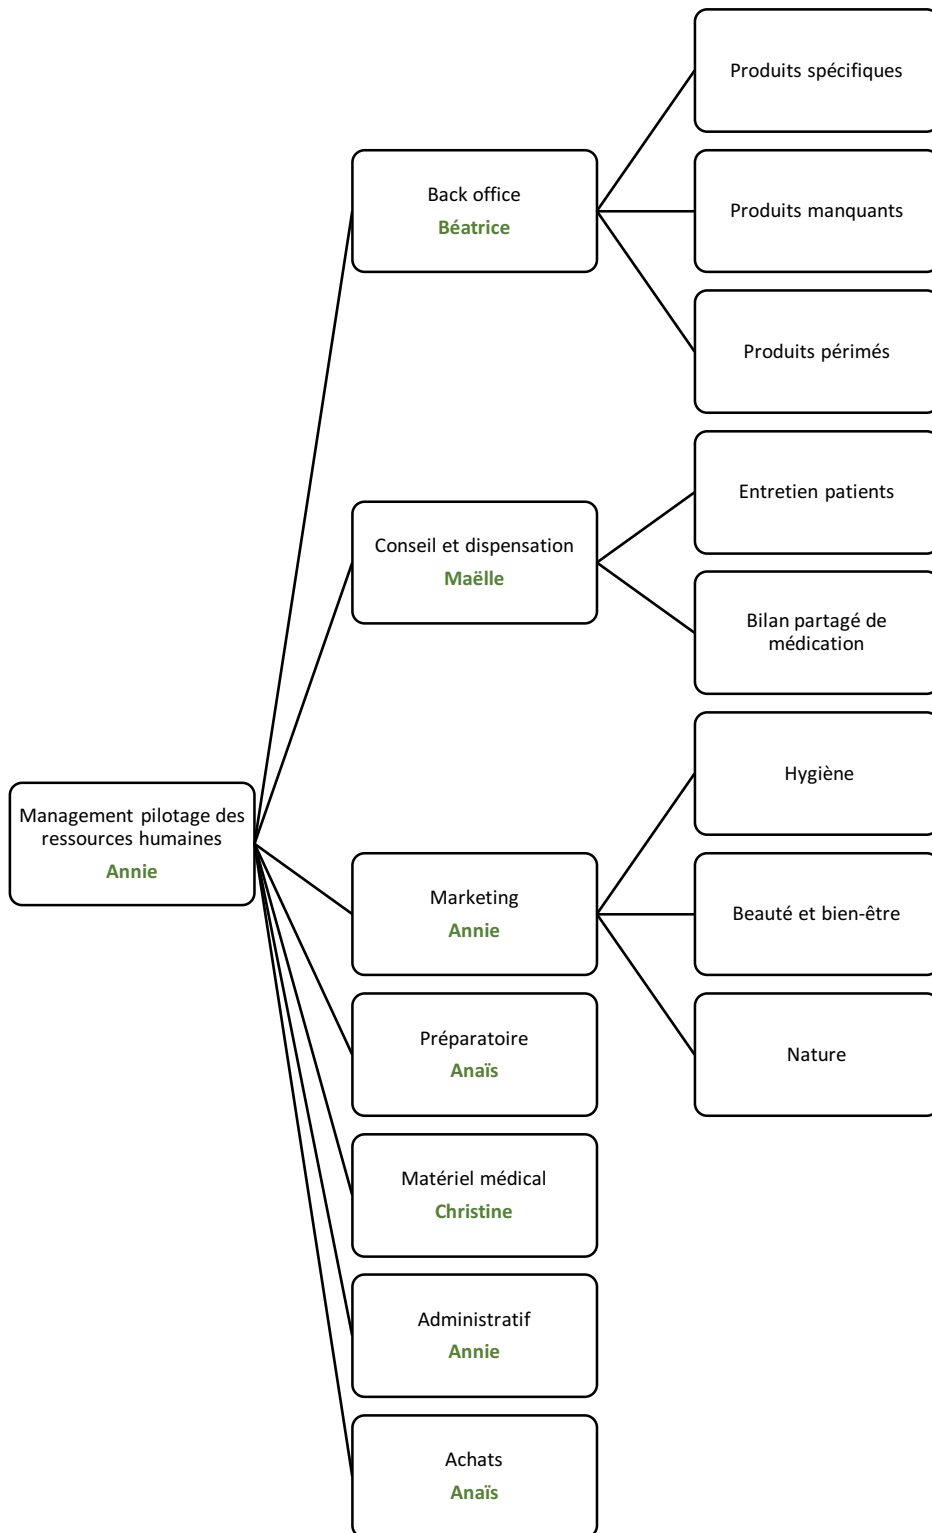 Produits spécifiques
Back office
Béatrice
Produits manquants
Produits périmés
Entretien patients
Conseil et dispensation
Maëlle
Bilan partagé de
médication
Hygiène
Management pilotage des
ressources humaines
Annie
Marketing
Annie
Beauté et bien-être
Préparatoire
Anaïs
Nature
Matériel médical
Christine
Administratif
Annie
Achats
Anaïs